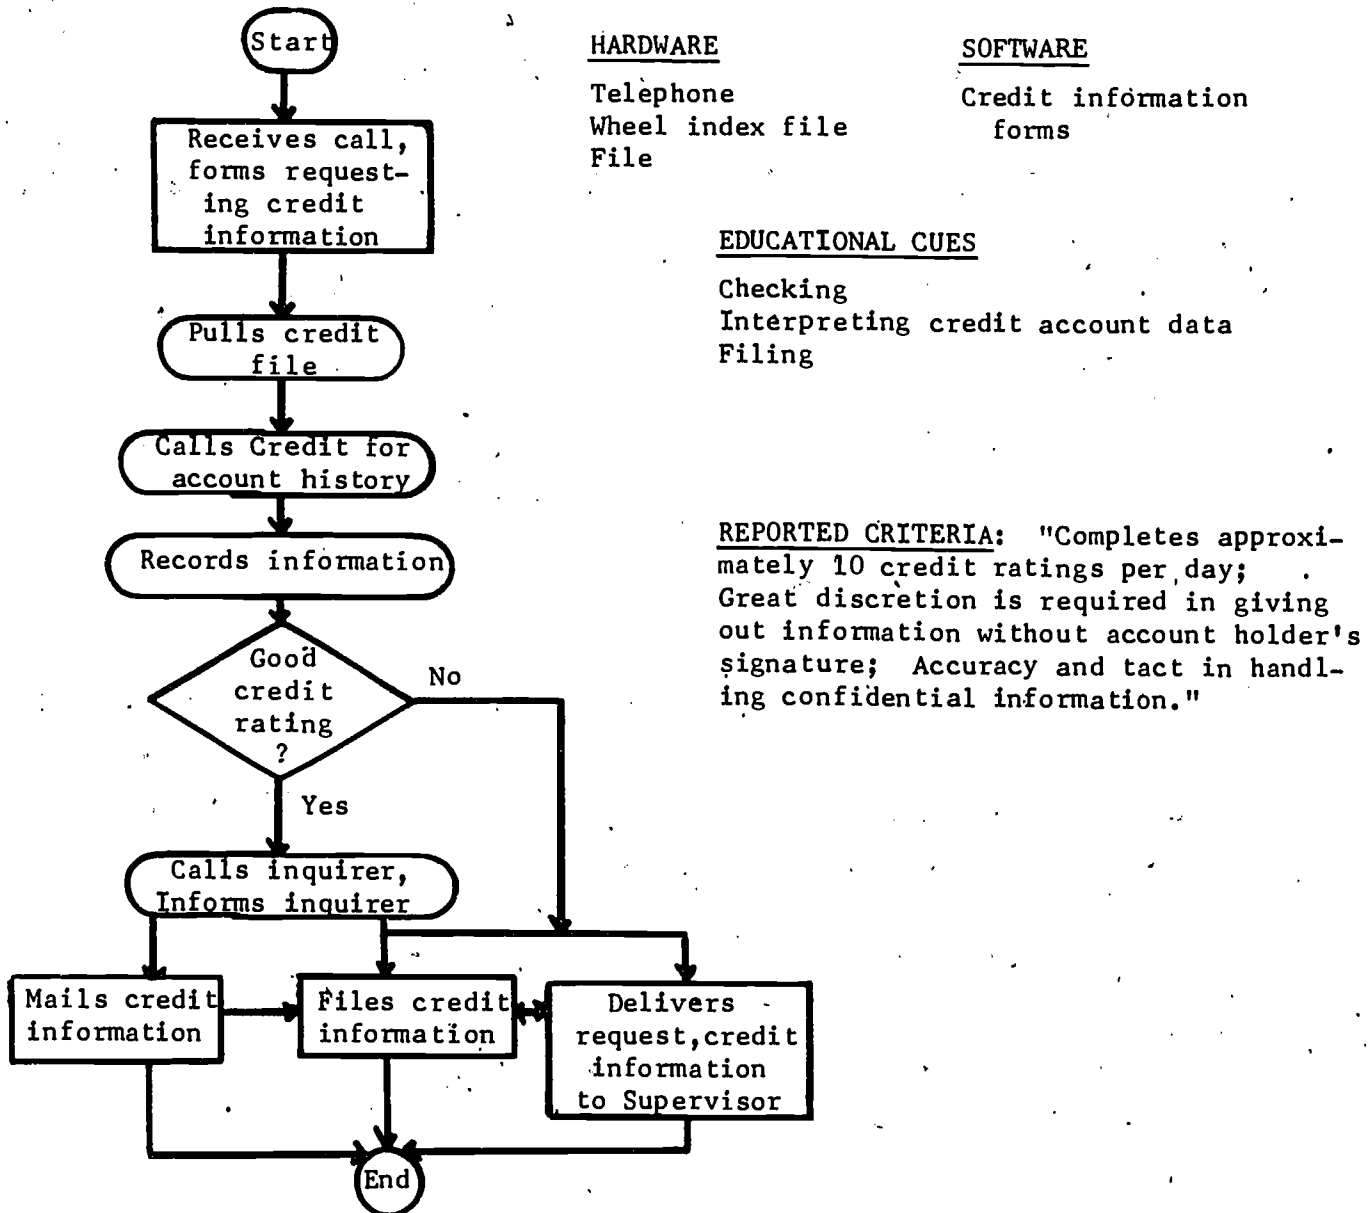 Start
Receives call,
forms request-
ing credit
information
Pulls credit
file
Calls Credit for
account history
Records information
Good
credit
rating
?
No
Yes
Calls inquirer,
Informs inquirer
Mails credit
information
Files credit
information
Delivers
request,credit
information
to Supervisor
End
HARDWARE
Telephone
Wheel index file
File
SOFTWARE
Credit information
forms
EDUCATIONAL CUES
Checking
Interpreting credit account data
Filing
REPORTED CRITERIA: "Completes approxi-
mately 10 credit ratings per day;
Great discretion is required in giving
out information without account holder's
signature; Accuracy and tact in handl-
ing confidential information."